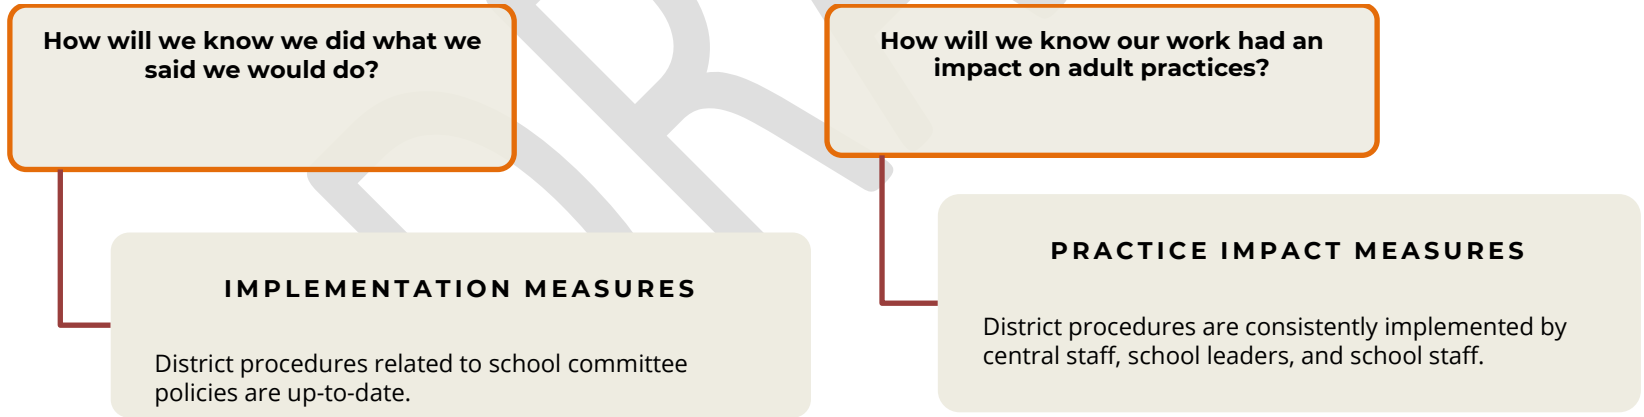 How will we know we did what we
said we would do?
IMPLEMENTATION MEASURES
District procedures related to school committee
policies are up-to-date.
How will we know our work had an
impact on adult practices?
PRACTICE IMPACT MEASURES
District procedures are consistently implemented by
central staff, school leaders, and school staff.